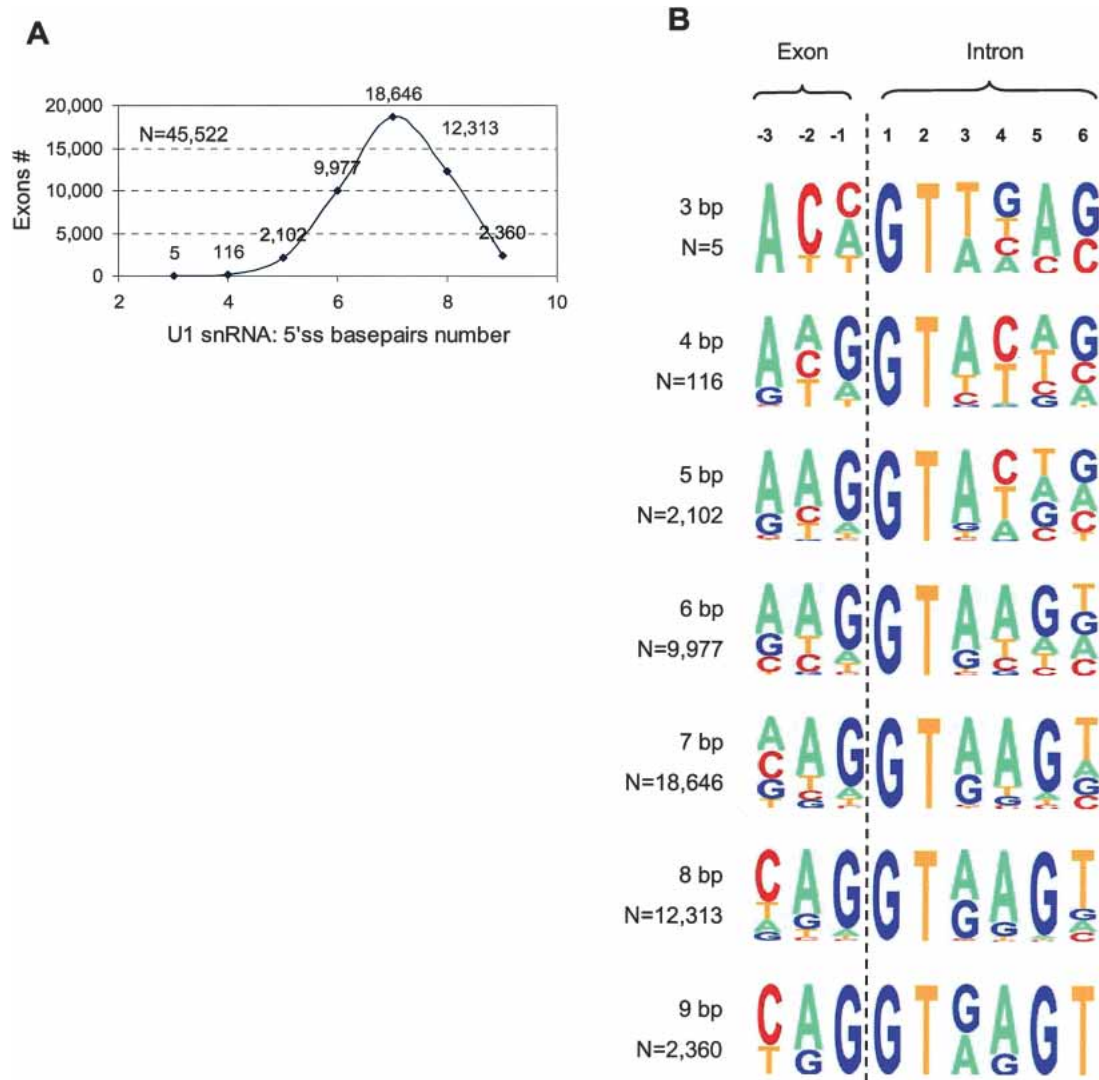 A
20,000
15,000
10,000
5,000
0
Exons #
N=45,522
5
116
2,102
9,977
18,646
12,313
2,360
2 4 6 8 10
U1 snRNA: 5'ss basepairs number
B
Exon Intron
-3 -2 -1 1 2 3 4 5 6
3 bp
N=5
A C C G T T G A G
T A A T C C
T A C
A
4 bp
N=116
A A G G T A C A G
G C A T T T C
T T C C A
G G
5 bp
N=2,102
A A G G T A C T G
G C A G T A A
C T T A G C
C T
6 bp
N=9,977
A A G G T A A G T
G T A G T A G
C C T C T A
C C
7 bp
N=18,646
A A G G T A A G T
C T A G T A A
G C T G G
T G C
8 bp
N=12,313
C A G G T A A G T
T G A G G G
A T T A
G C C
9 bp
N=2,360
C A G G T G A G T
T G A G